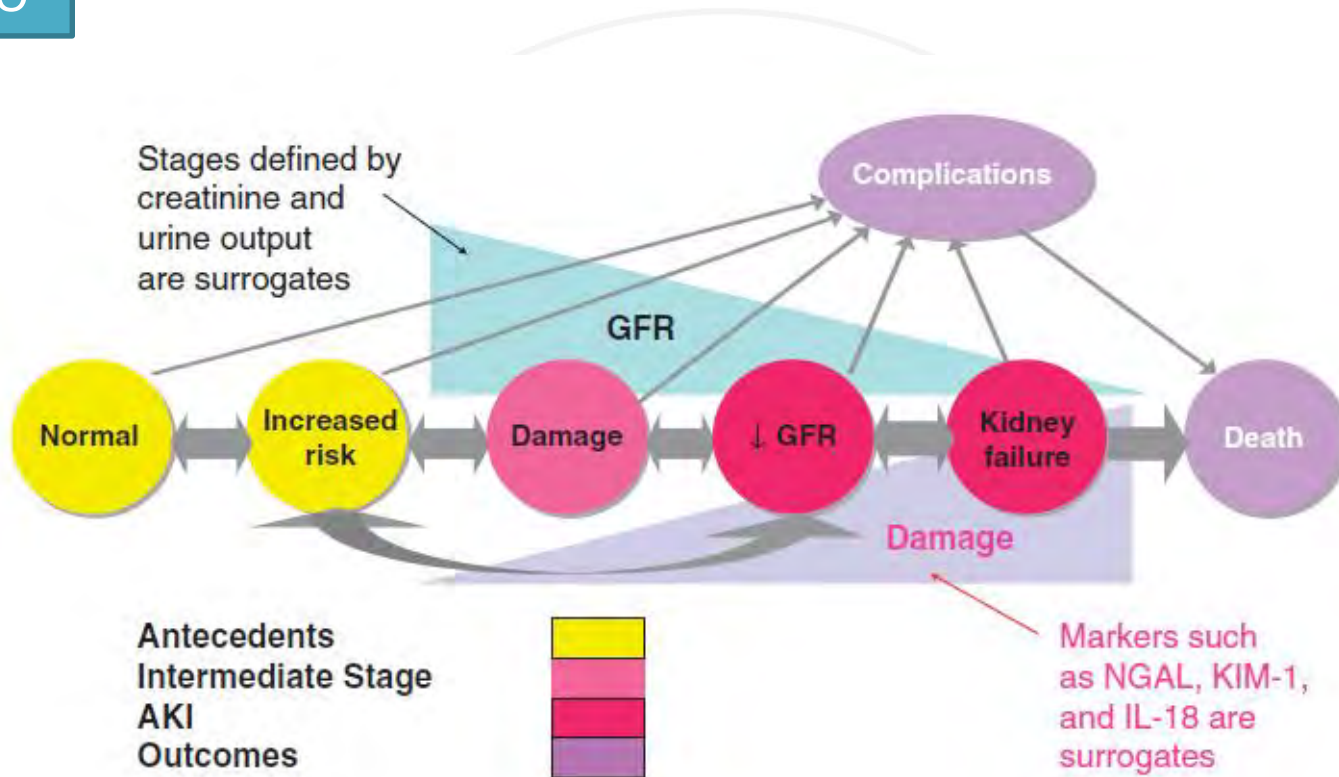 Stages defined by
creatinine and
urine output
are surrogates
Complications
GFR
Normal
Increased
risk
Damage
↓ GFR
Kidney
failure
Death
Damage
Antecedents
Intermediate Stage
AKI
Outcomes
Markers such
as NGAL, KIM-1,
and IL-18 are
surrogates